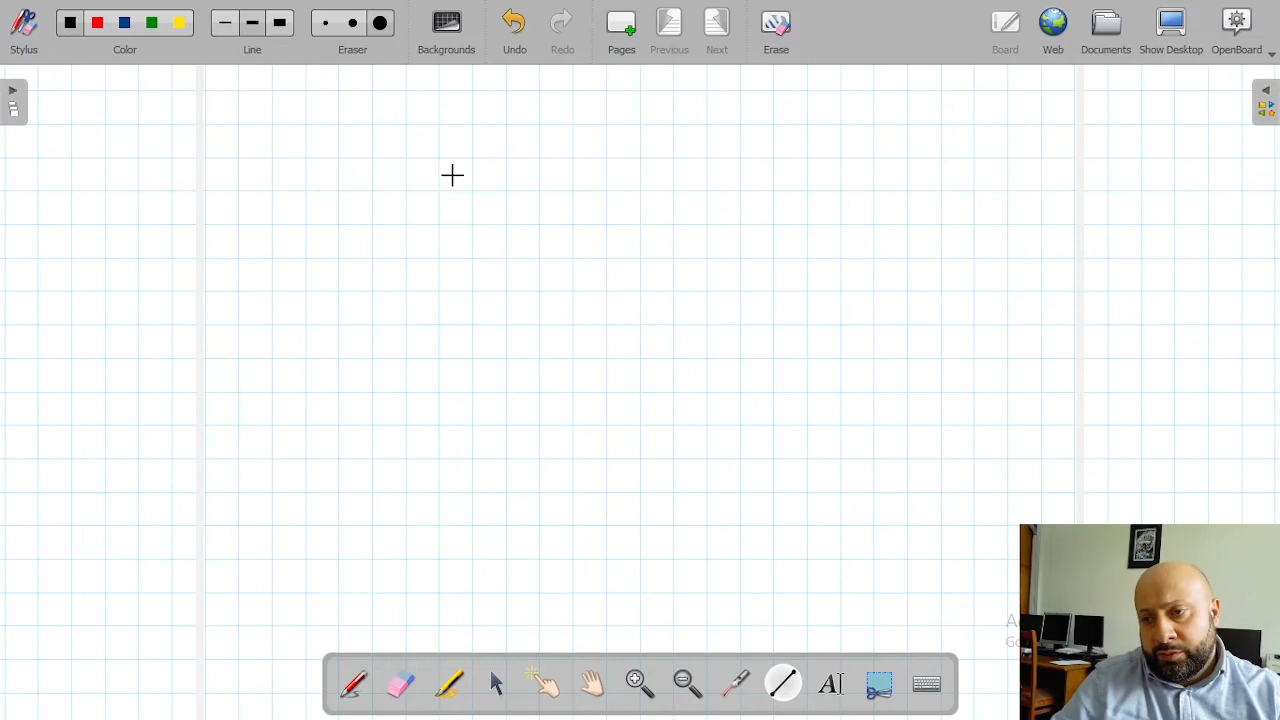 Stylus
Color
Line
Eraser
Backgrounds
Undo
Redo
Pages
Previous
Next
Erase
Board
Web
Documents
Show Desktop
OpenBoard